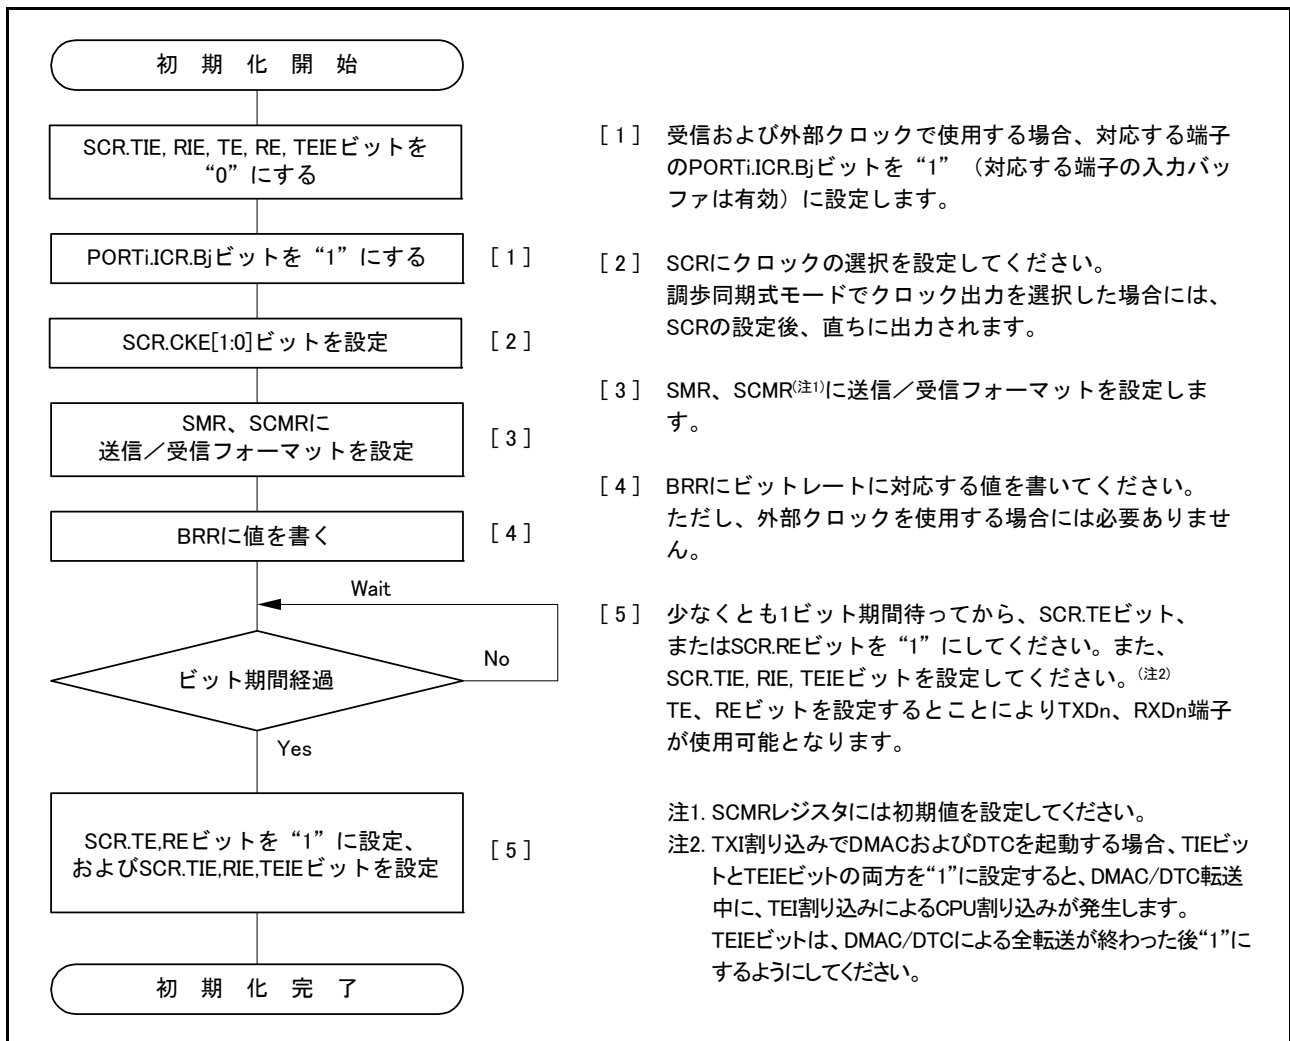 初 期 化 開 始
SCR.TIE, RIE, TE, RE, TEIEビットを
“0” にする
PORTi.ICR.Bjビットを “1” にする
[ 1 ]
SCR.CKE[1:0]ビットを設定
[ 2 ]
SMR、SCMRに
送信／受信フォーマットを設定
[ 3 ]
BRRに値を書く
[ 4 ]
Wait
ビット期間経過
No
Yes
SCR.TE,REビットを “1” に設定、
およびSCR.TIE,RIE,TEIEビットを設定
[ 5 ]
初 期 化 完 了
[ 1 ] 受信および外部クロックで使用する場合、対応する端子
のPORTi.ICR.Bjビットを “1” （対応する端子の入力バッ
ファは有効）に設定します。
[ 2 ] SCRにクロックの選択を設定してください。
調歩同期式モードでクロック出力を選択した場合には、
SCRの設定後、直ちに出力されます。
[ 3 ] SMR、SCMR(注1)に送信／受信フォーマットを設定しま
す。
[ 4 ] BRRにビットレートに対応する値を書いてください。
ただし、外部クロックを使用する場合には必要ありませ
ん。
[ 5 ] 少なくとも1ビット期間待ってから、SCR.TEビット、
またはSCR.REビットを “1” にしてください。また、
SCR.TIE, RIE, TEIEビットを設定してください。(注2)
TE、REビットを設定するとことによりTXDn、RXDn端子
が使用可能となります。
注1. SCMRレジスタには初期値を設定してください。
注2. TXI割り込みでDMACおよびDTCを起動する場合、TIEビッ
トとTEIEビットの両方を“1”に設定すると、DMAC/DTC転送
中に、TEI割り込みによるCPU割り込みが発生します。
TEIEビットは、DMAC/DTCによる全転送が終わった後“1”に
するようにしてください。